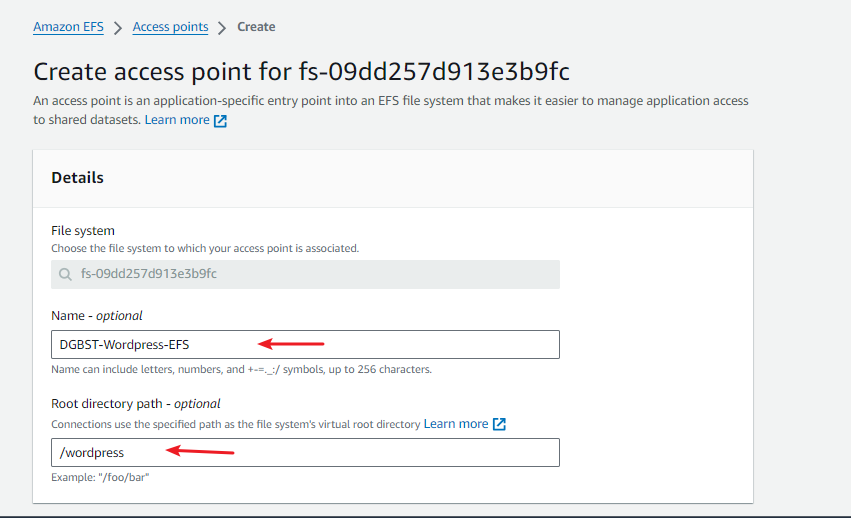 Amazon EFS > Access points > Create
Create access point for fs-09dd257d913e3b9fc
An access point is an application-specific entry point into an EFS file system that makes it easier to manage application access
to shared datasets. Learn more
Details
File system
Choose the file system to which your access point is associated.
fs-09dd257d913e3b9fc
Name - optional
DGBST-Wordpress-EFS
Name can include letters, numbers, and +-=._:/ symbols, up to 256 characters.
Root directory path - optional
Connections use the specified path as the file system's virtual root directory Learn more
/wordpress
Example: "/foo/bar"